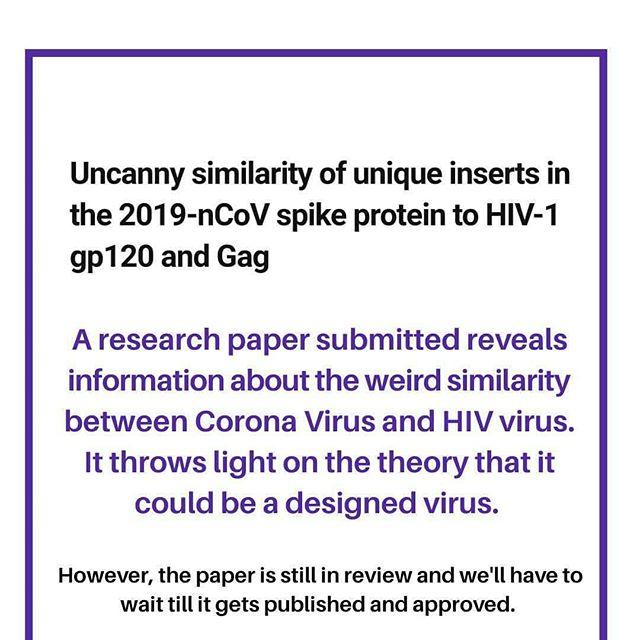 Uncanny similarity of unique inserts in
the 2019-nCoV spike protein to HIV-1
gp120 and Gag
A research paper submitted reveals
information about the weird similarity
between Corona Virus and HIV virus.
It throws light on the theory that it
could be a designed virus.
However, the paper is still in review and we'll have to
wait till it gets published and approved.